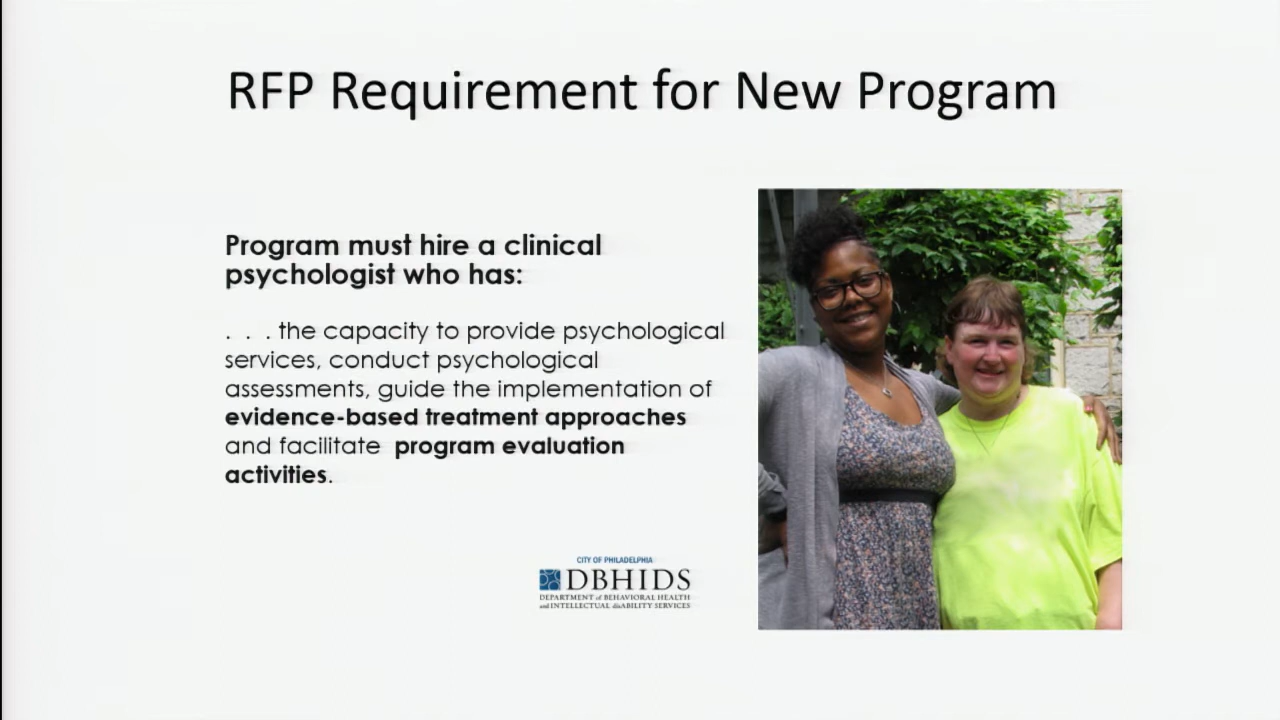 RFP Requirement for New Program
Program must hire a clinical
psychologist who has:
. . . the capacity to provide psychological
services, conduct psychological
assessments, guide the implementation of
evidence-based treatment approaches
and facilitate program evaluation
activities.
CITY OF PHILADELPHIA
DBHIDS
DEPARTMENT of BEHAVIORAL HEALTH
and INTELLECTUAL disABILITY SERVICES